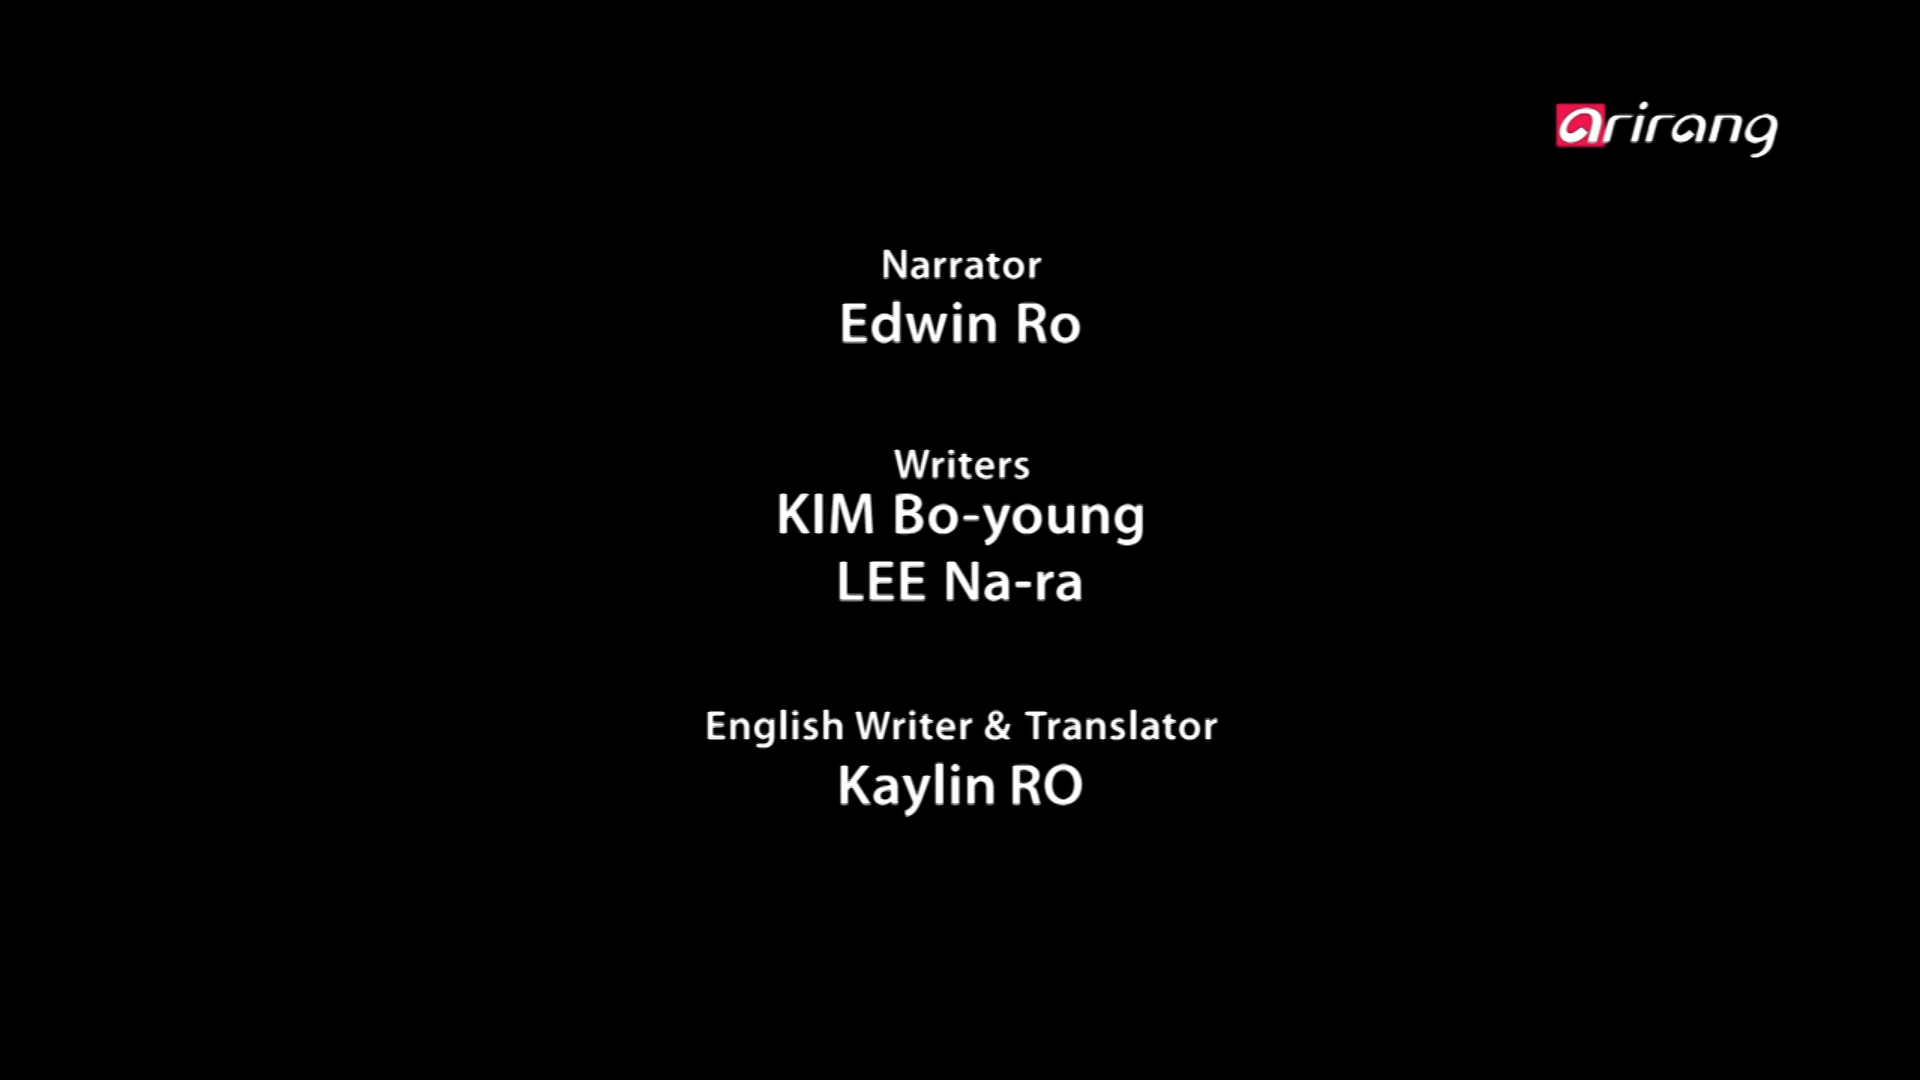 arirang
Narrator
Edwin Ro
Writers
KIM Bo-young
LEE Na-ra
English Writer & Translator
Kaylin RO